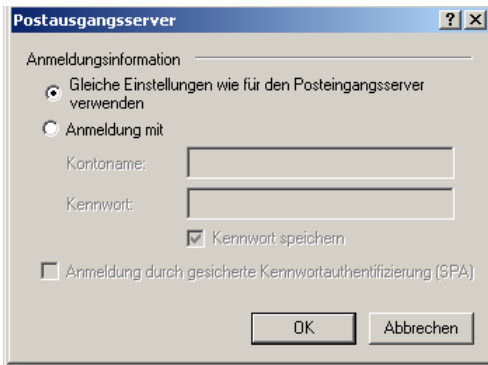 Postausgangsserver
Anmeldungsinformation
Gleiche Einstellungen wie für den Posteingangsserver
verwenden
Anmeldung mit
Kontoname:
Kennwort:
Kennwort speichern
Anmeldung durch gesicherte Kennwortauthentifizierung (SPA)
OK Abbrechen